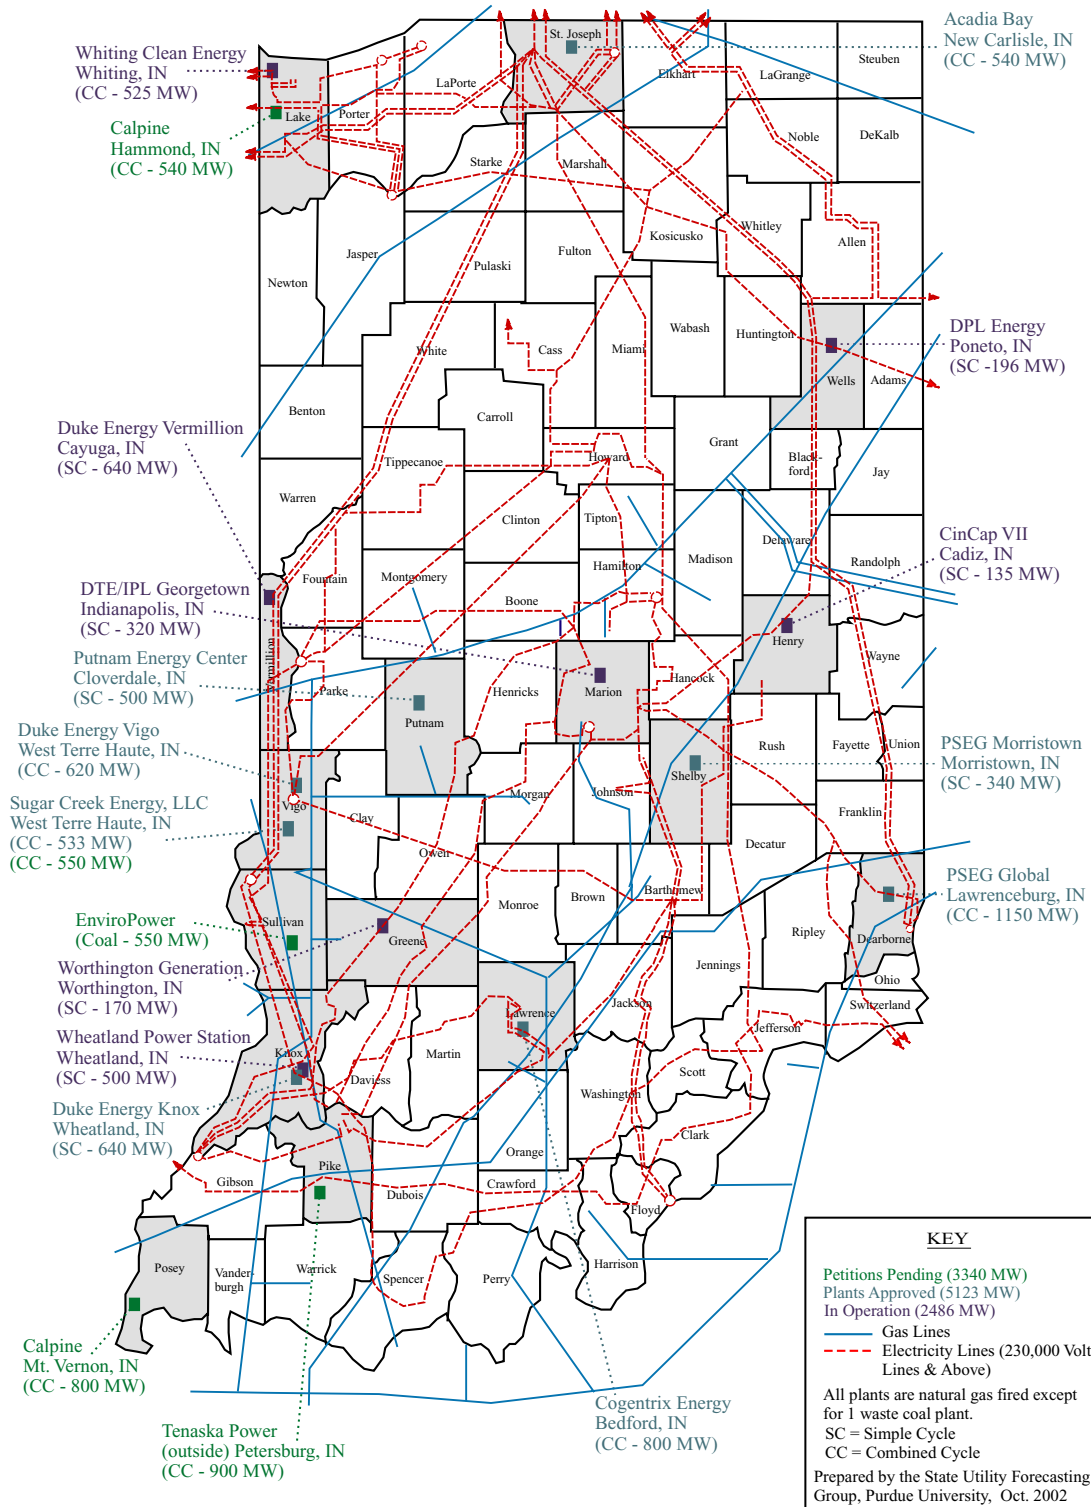 Acadia Bay
New Carlisle, IN
(CC - 540 MW)
Whiting Clean Energy
Whiting, IN
(CC - 525 MW)
Calpine
Hammond, IN
(CC - 540 MW)
St. Joseph
LaPorte
Elkhart
LaGrange
Steuben
Lake
Porter
Noble
DeKalb
Starke
Marshall
Jasper
Pulaski
Fulton
Kosicusko
Whitley
Allen
Newton
White
Cass
Miami
Wabash
Huntington
Wells
Adams
DPL Energy
Poneto, IN
(SC -196 MW)
Benton
Carroll
Grant
Black-
ford
Jay
Duke Energy Vermillion
Cayuga, IN
(SC - 640 MW)
Tippecanoe
Howard
Warren
Clinton
Tipton
Madison
Delaware
Randolph
CinCap VII
Cadiz, IN
(SC - 135 MW)
Fountain
Montgomery
Boone
Hamilton
DTE/IPL Georgetown
Indianapolis, IN
(SC - 320 MW)
Henry
Wayne
Vermillion
Putnam Energy Center
Cloverdale, IN
(SC - 500 MW)
Parke
Putnam
Henricks
Marion
Hancock
Duke Energy Vigo
West Terre Haute, IN
(CC - 620 MW)
Rush
Fayette
Union
PSEG Morristown
Morristown, IN
(SC - 340 MW)
Shelby
Sugar Creek Energy, LLC
West Terre Haute, IN
(CC - 533 MW)
(CC - 550 MW)
Vigo
Clay
Morgan
Johnson
Franklin
Owen
Decatur
PSEG Global
Lawrenceburg, IN
(CC - 1150 MW)
Monroe
Brown
Barthomew
EnviroPower
(Coal - 550 MW)
Sullivan
Greene
Ripley
Dearborne
Worthington Generation
Worthington, IN
(SC - 170 MW)
Jennings
Ohio
Switzerland
Lawrence
Jackson
Jefferson
Wheatland Power Station
Wheatland, IN
(SC - 500 MW)
Knox
Daviess
Martin
Scott
Washington
Duke Energy Knox
Wheatland, IN
(SC - 640 MW)
Clark
Orange
Pike
Gibson
Dubois
Crawford
Floyd
Harrison
Posey
Vander-
burgh
Warrick
Spencer
Perry
Calpine
Mt. Vernon, IN
(CC - 800 MW)
Tenaska Power
(outside) Petersburg, IN
(CC - 900 MW)
Cogentrix Energy
Bedford, IN
(CC - 800 MW)
KEY
Petitions Pending (3340 MW)
Plants Approved (5123 MW)
In Operation (2486 MW)
Gas Lines
Electricity Lines (230,000 Volt
Lines & Above)
All plants are natural gas fired except
for 1 waste coal plant.
SC = Simple Cycle
CC = Combined Cycle
Prepared by the State Utility Forecasting
Group, Purdue University, Oct. 2002